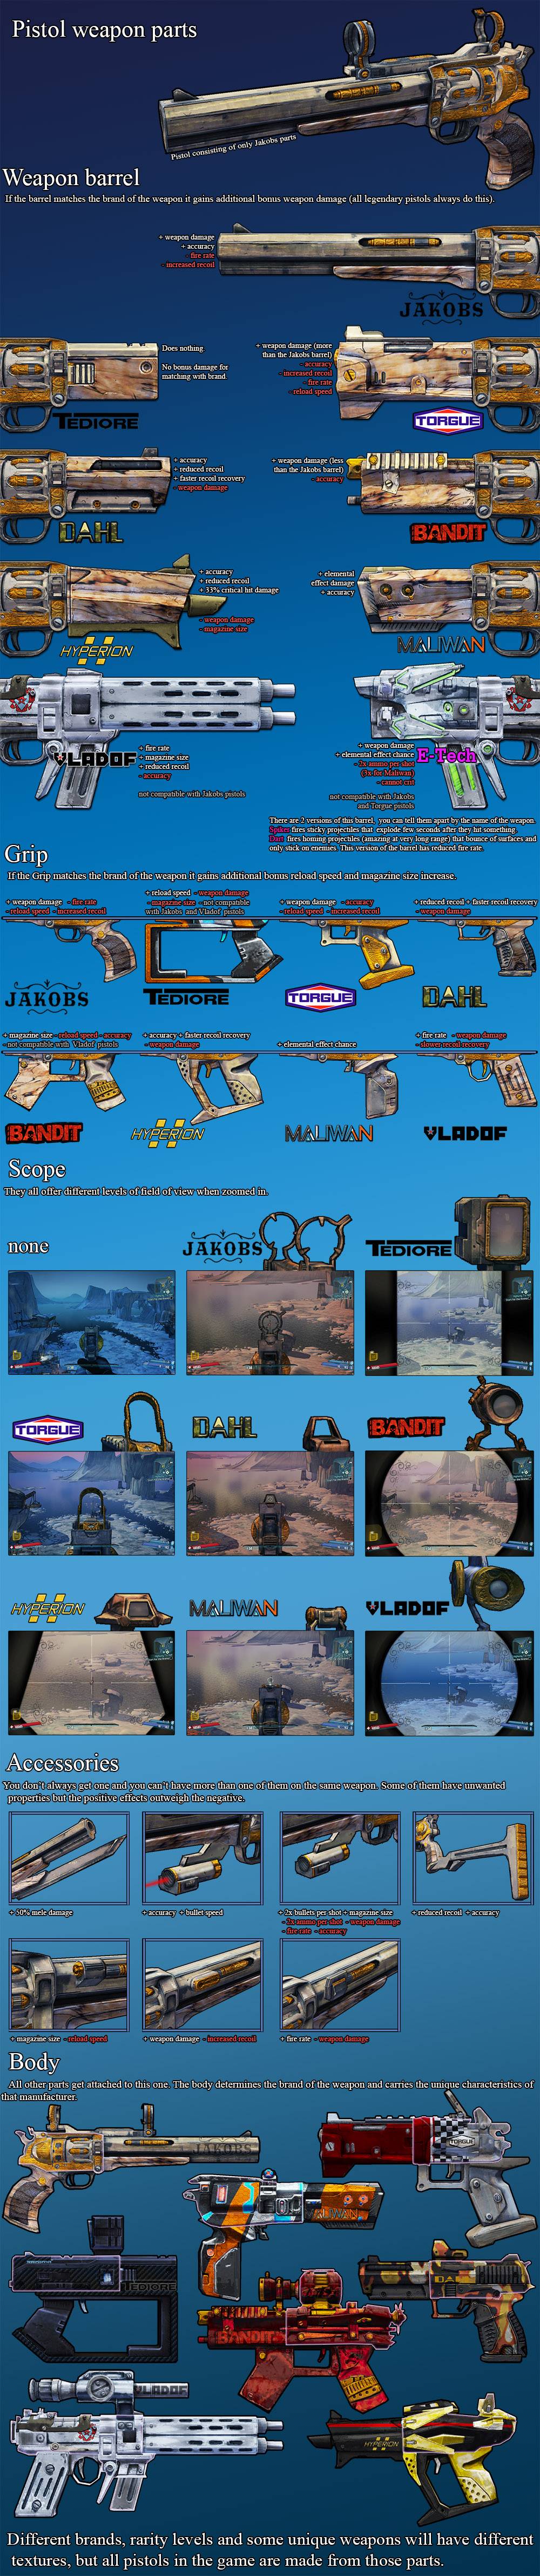 Pistol weapon parts
Pistol consisting of only Jakobs parts
Weapon barrel
If the barrel matches the brand of the weapon it gains additional bonus weapon damage (all legendary pistols always do this).
+ weapon damage
+ accuracy
- fire rate
- increased recoil
JAKOBS
Does nothing
No bonus damage for
matching with brand
TEDIORE
+ weapon damage (more
than the Jakobs barrel)
- accuracy
- increased recoil
- fire rate
- reload speed
TORGUE
+ accuracy
+ reduced recoil
+ faster recoil recovery
- weapon damage
DAHL
+ weapon damage (less
than the Jakobs barrel)
- accuracy
BANDIT
+ accuracy
+ reduced recoil
+ 33% critical hit damage
- weapon damage
- magazine size
HYPERION
+ elemental
effect damage
+ accuracy
MALIWAN
VLADOF
+ fire rate
+ magazine size
+ reduced recoil
- accuracy
not compatible with Jakobs pistols
+ weapon damage
+ elemental effect chance
- 2x ammo per shot
(3x for Maliwan)
- cannot crit
E-Tech
not compatible with Jakobs
and Torgue pistols
There are 2 versions of this barrel, you can tell them apart by the name of the weapon.
Spiker fires sticky projectiles that explode few seconds after they hit something.
Dart fires homing projectiles (amazing at very long range) that bounce of surfaces and
only stick on enemies. This version of the barrel has reduced fire rate.
Grip
If the Grip matches the brand of the weapon it gains additional bonus reload speed and magazine size increase.
+ weapon damage - fire rate
- reload speed - increased recoil
JAKOBS
+ reload speed - weapon damage
- magazine size - not compatible
with Jakobs and Vladof pistols
TEDIORE
+ weapon damage - accuracy
- reload speed - increased recoil
TORGUE
+ reduced recoil + faster recoil recovery
- weapon damage
DAHL
+ magazine size - reload speed - accuracy
- not compatible with Vladof pistols
BANDIT
+ accuracy + faster recoil recovery
- weapon damage
HYPERION
+ elemental effect chance
MALIWAN
+ fire rate - weapon damage
- slower recoil recovery
VLADOF
Scope
They all offer different levels of field of view when zoomed in.
none
JAKOBS
TEDIORE
TORGUE
DAHL
BANDIT
HYPERION
MALIWAN
VLADOF
Accessories
You don't always get one and you can't have more than one of them on the same weapon. Some of them have unwanted
properties but the positive effects outweigh the negative.
+ 50% mele damage
+ accuracy + bullet speed
+ 2x bullets per shot + magazine size
- 2x ammo per shot - weapon damage
- fire rate - accuracy
+ reduced recoil + accuracy
+ magazine size - reload speed
+ weapon damage - increased recoil
+ fire rate - weapon damage
Body
All other parts get attached to this one. The body determines the brand of the weapon and carries the unique characteristics of
that manufacturer.
JAKOBS
TORGUE
MALIWAN
TEDIORE
DAHL
BANDIT
VLADOF
HYPERION
Different brands, rarity levels and some unique weapons will have different
textures, but all pistols in the game are made from those parts.